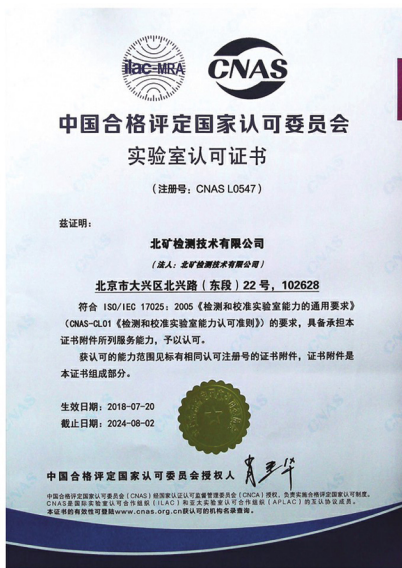 ilac-MRA
CNAS
中国合格评定国家认可委员会
实验室认可证书
（注册号：CNAS L0547）
兹证明：
北矿检测技术有限公司
（法人：北矿检测技术有限公司）
北京市大兴区北兴路（东段）22号，102628
符合 ISO/IEC 17025：2005《检测和校准实验室能力的通用要求》
（CNAS-CL01《检测和校准实验室能力认可准则》）的要求，具备承担本
证书附件所列服务能力，予以认可。
获认可的能力范围见标有相同认可注册号的证书附件，证书附件是
本证书组成部分。
生效日期：2018-07-20
截止日期：2024-08-02
中国合格评定国家认可委员会授权人
中国合格评定国家认可委员会（CNAS）经国家认证认可监督管理委员会（CNCA）授权，负责实施合格评定国家认可制度。
CNAS是国际实验室认可合作组织（ILAC）和亚太实验室认可合作组织（APLAC）的互认协议成员。
本证书的有效性可登陆www.cnas.org.cn获认可的机构名录查询。